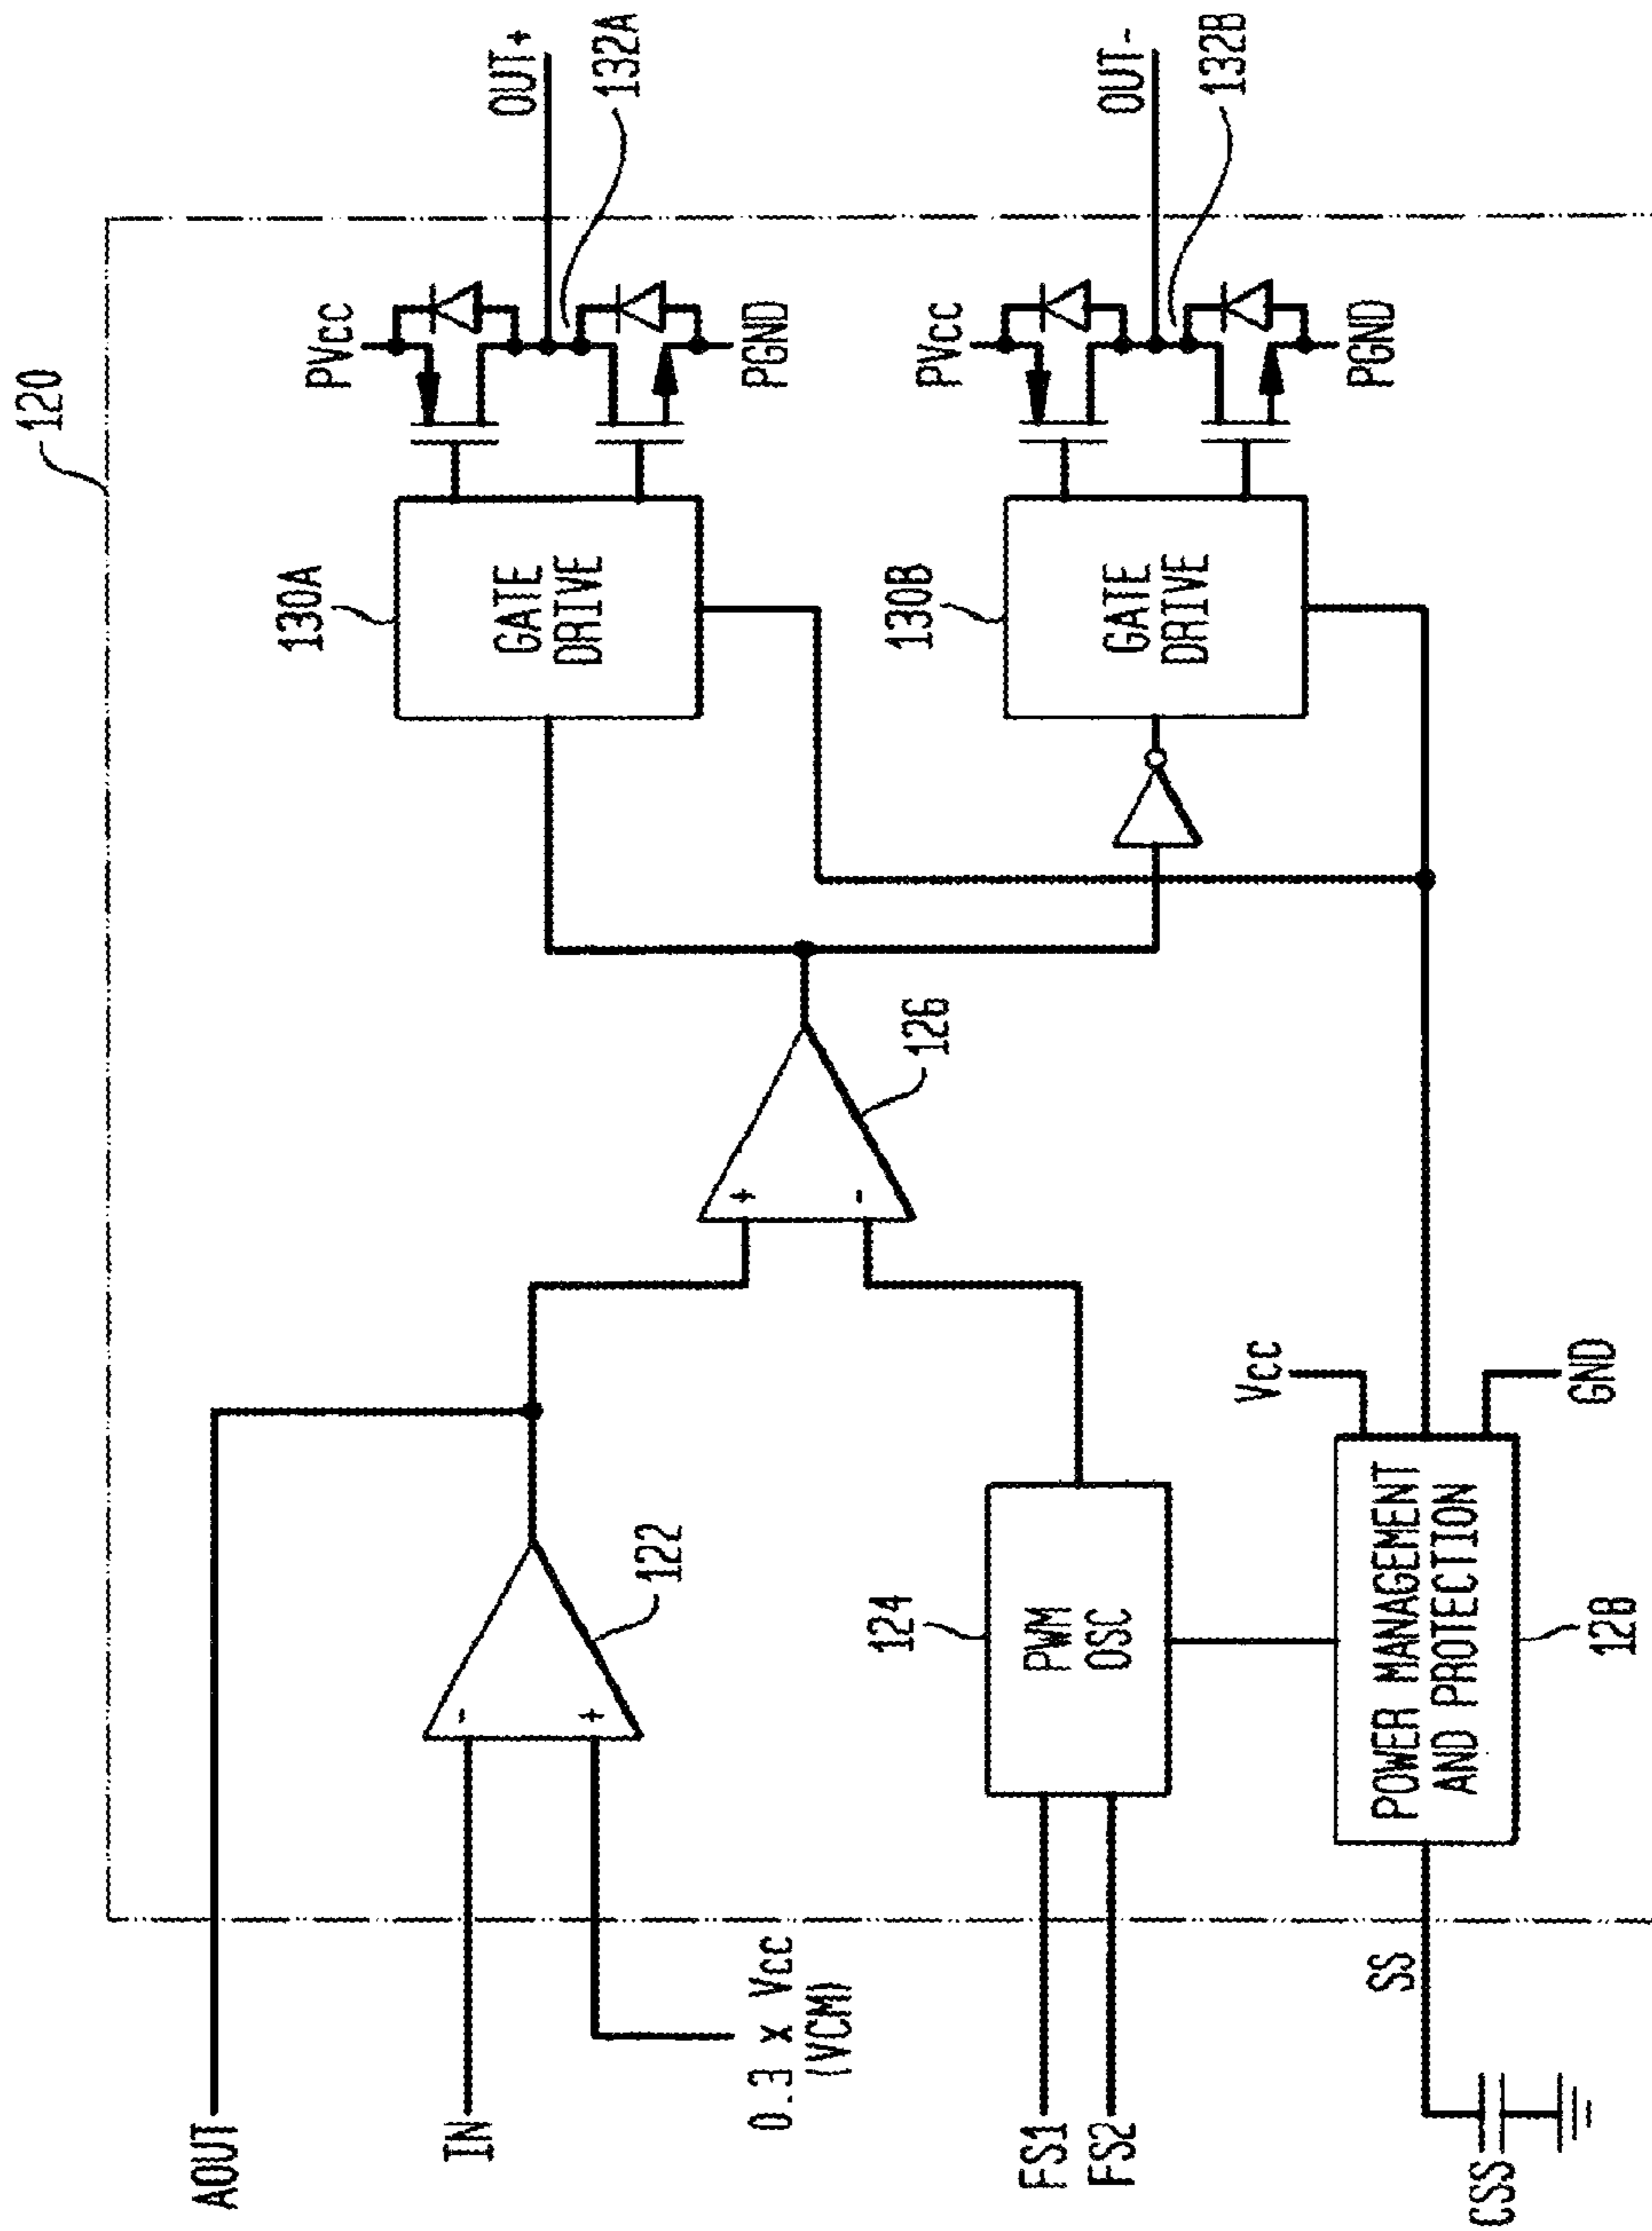 120
AOUT
IN
0.3 x Vcc
(VCM)
-
+
122
FS1
FS2
124
PWM
OSC
+
-
126
130A
GATE
DRIVE
PVcc
OUT+
132A
PGND
130B
GATE
DRIVE
PVcc
OUT-
132B
PGND
Vcc
GND
POWER MANAGEMENT
AND PROTECTION
128
SS
CSS